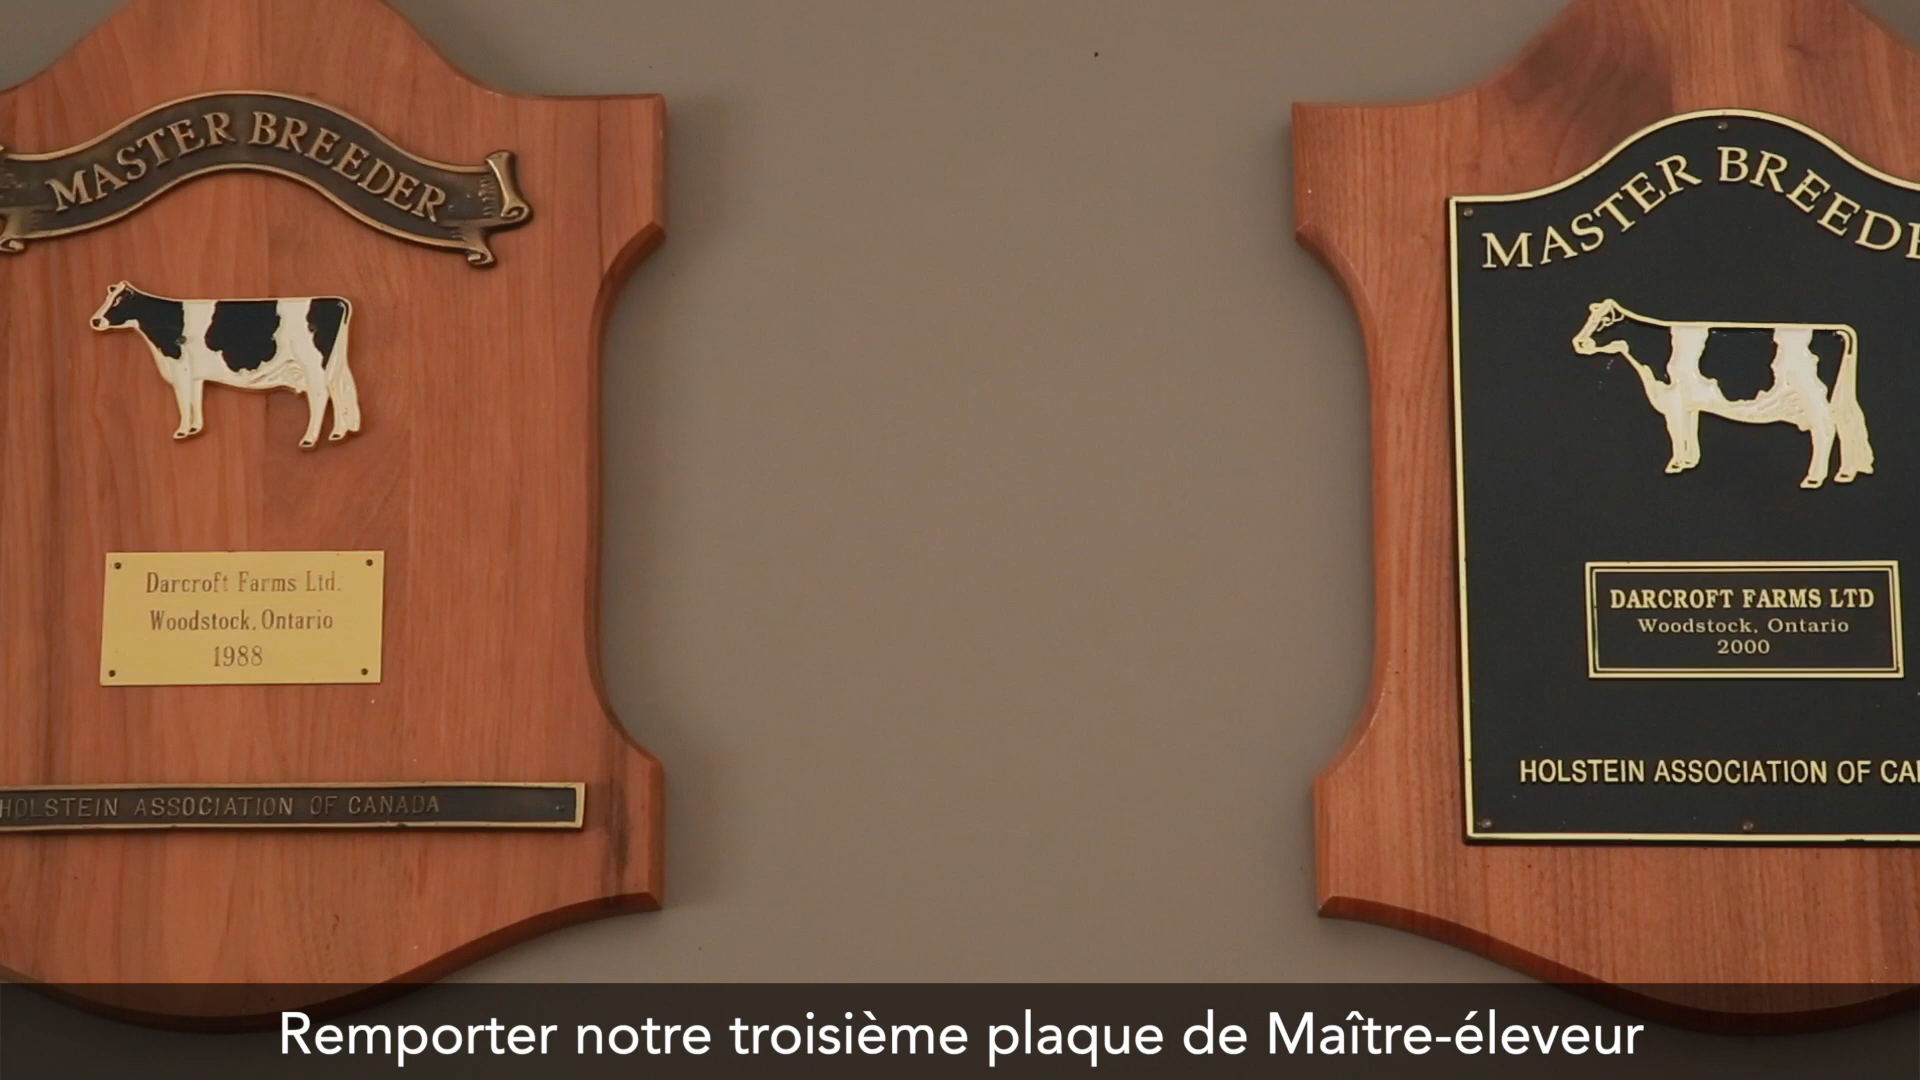 MASTER BREEDER
Darcroft Farms Ltd.
Woodstock, Ontario
1988
HOLSTEIN ASSOCIATION OF CANADA
MASTER BREEDE
DARCROFT FARMS LTD
Woodstock, Ontario
2000
HOLSTEIN ASSOCIATION OF CA
Remporter notre troisième plaque de Maître-éleveur